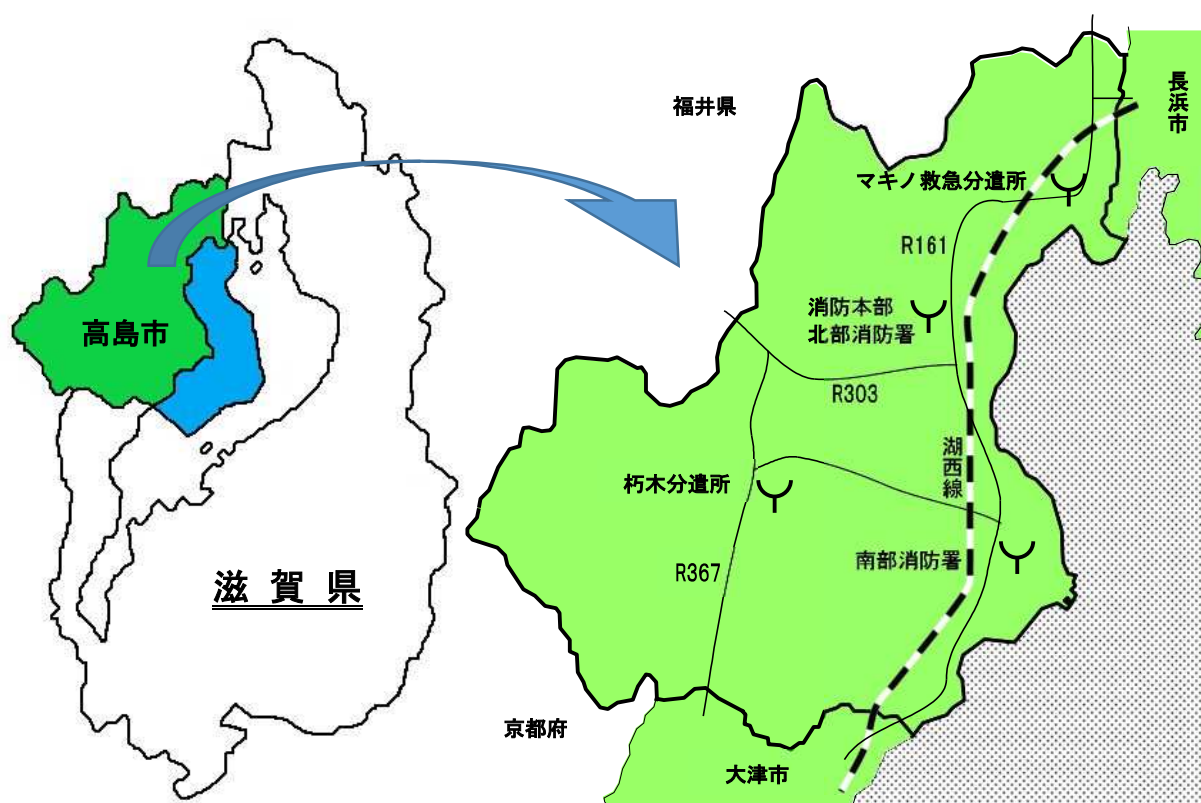 高島市
滋賀県
福井県
長浜市
マキノ救急分遣所
R161
消防本部
北部消防署
R303
湖西線
朽木分遣所
南部消防署
R367
京都府
大津市